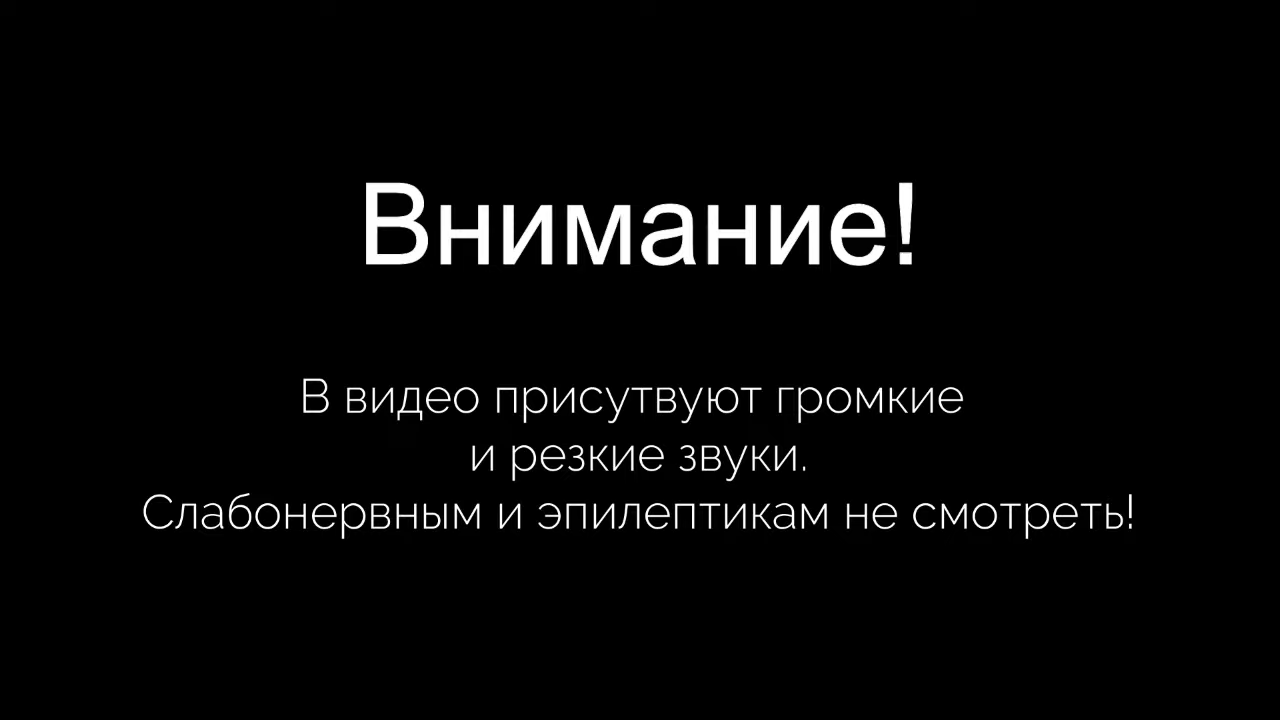 Внимание!
В видео присутвуют громкие
и резкие звуки.
Слабонервным и эпилептикам не смотреть!